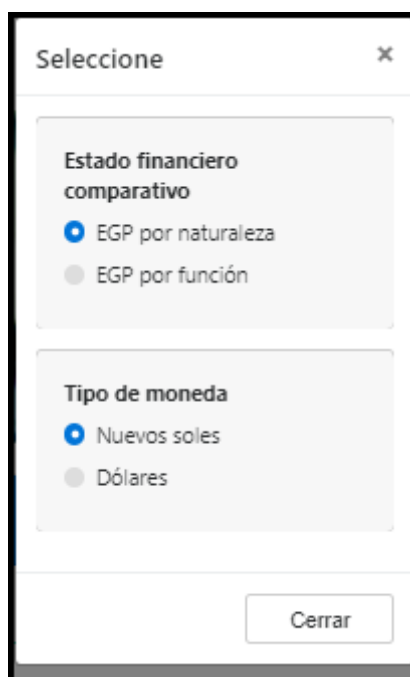 Seleccione
Estado financiero
comparativo
EGP por naturaleza
EGP por función
Tipo de moneda
Nuevos soles
Dólares
Cerrar